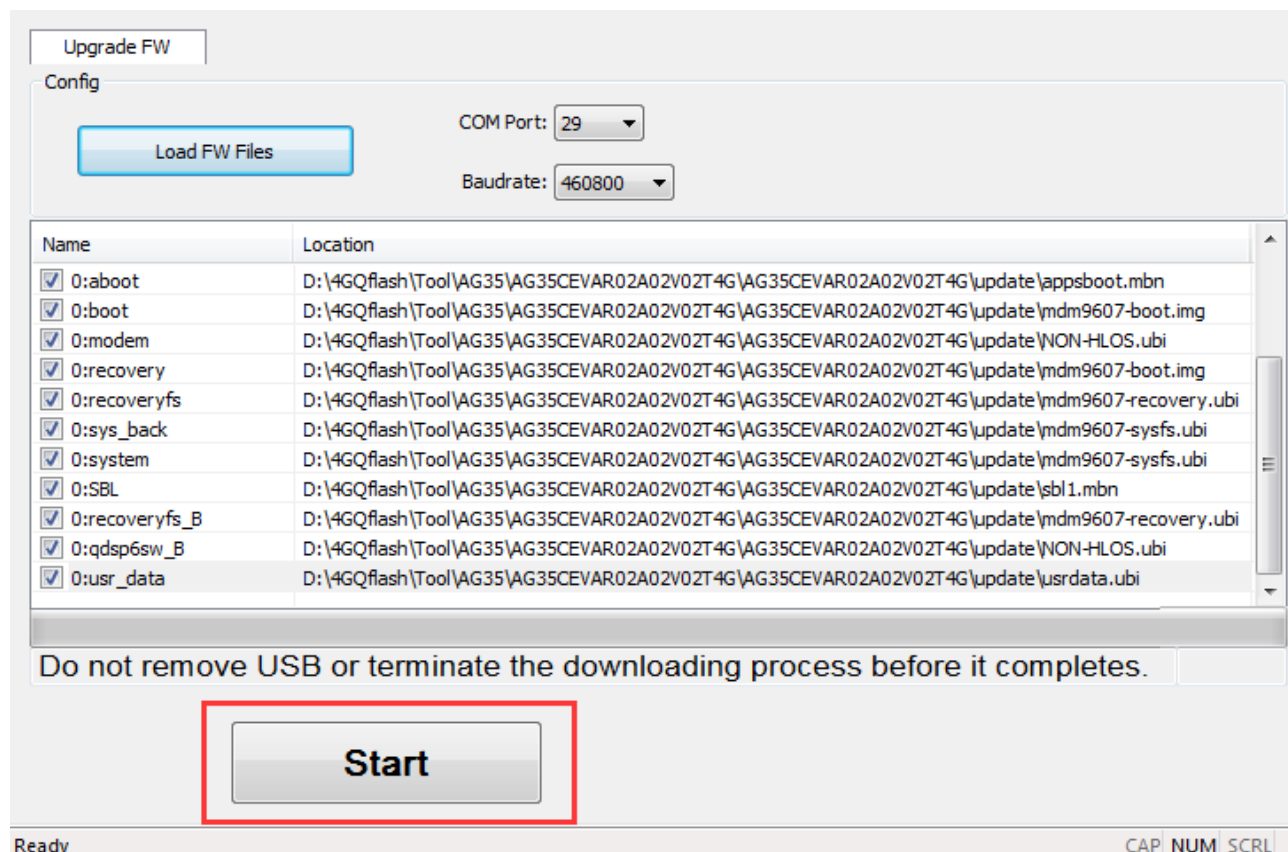 Upgrade FW
Config
Load FW Files
COM Port: 29
Baudrate: 460800
Name Location
0:aboot D:\4GQflash\Tool\AG35\AG35CEVAR02A02V02T4G\AG35CEVAR02A02V02T4G\update\appsboot.mbn
0:boot D:\4GQflash\Tool\AG35\AG35CEVAR02A02V02T4G\AG35CEVAR02A02V02T4G\update\mdm9607-boot.img
0:modem D:\4GQflash\Tool\AG35\AG35CEVAR02A02V02T4G\AG35CEVAR02A02V02T4G\update\NON-HLOS.ubi
0:recovery D:\4GQflash\Tool\AG35\AG35CEVAR02A02V02T4G\AG35CEVAR02A02V02T4G\update\mdm9607-boot.img
0:recoveryfs D:\4GQflash\Tool\AG35\AG35CEVAR02A02V02T4G\AG35CEVAR02A02V02T4G\update\mdm9607-recovery.ubi
0:sys_back D:\4GQflash\Tool\AG35\AG35CEVAR02A02V02T4G\AG35CEVAR02A02V02T4G\update\mdm9607-sysfs.ubi
0:system D:\4GQflash\Tool\AG35\AG35CEVAR02A02V02T4G\AG35CEVAR02A02V02T4G\update\mdm9607-sysfs.ubi
0:SBL D:\4GQflash\Tool\AG35\AG35CEVAR02A02V02T4G\AG35CEVAR02A02V02T4G\update\sbl1.mbn
0:recoveryfs_B D:\4GQflash\Tool\AG35\AG35CEVAR02A02V02T4G\AG35CEVAR02A02V02T4G\update\mdm9607-recovery.ubi
0:qdsp6sw_B D:\4GQflash\Tool\AG35\AG35CEVAR02A02V02T4G\AG35CEVAR02A02V02T4G\update\NON-HLOS.ubi
0:usr_data D:\4GQflash\Tool\AG35\AG35CEVAR02A02V02T4G\AG35CEVAR02A02V02T4G\update\usrdata.ubi
Do not remove USB or terminate the downloading process before it completes.
Start
Ready CAP NUM SCRL